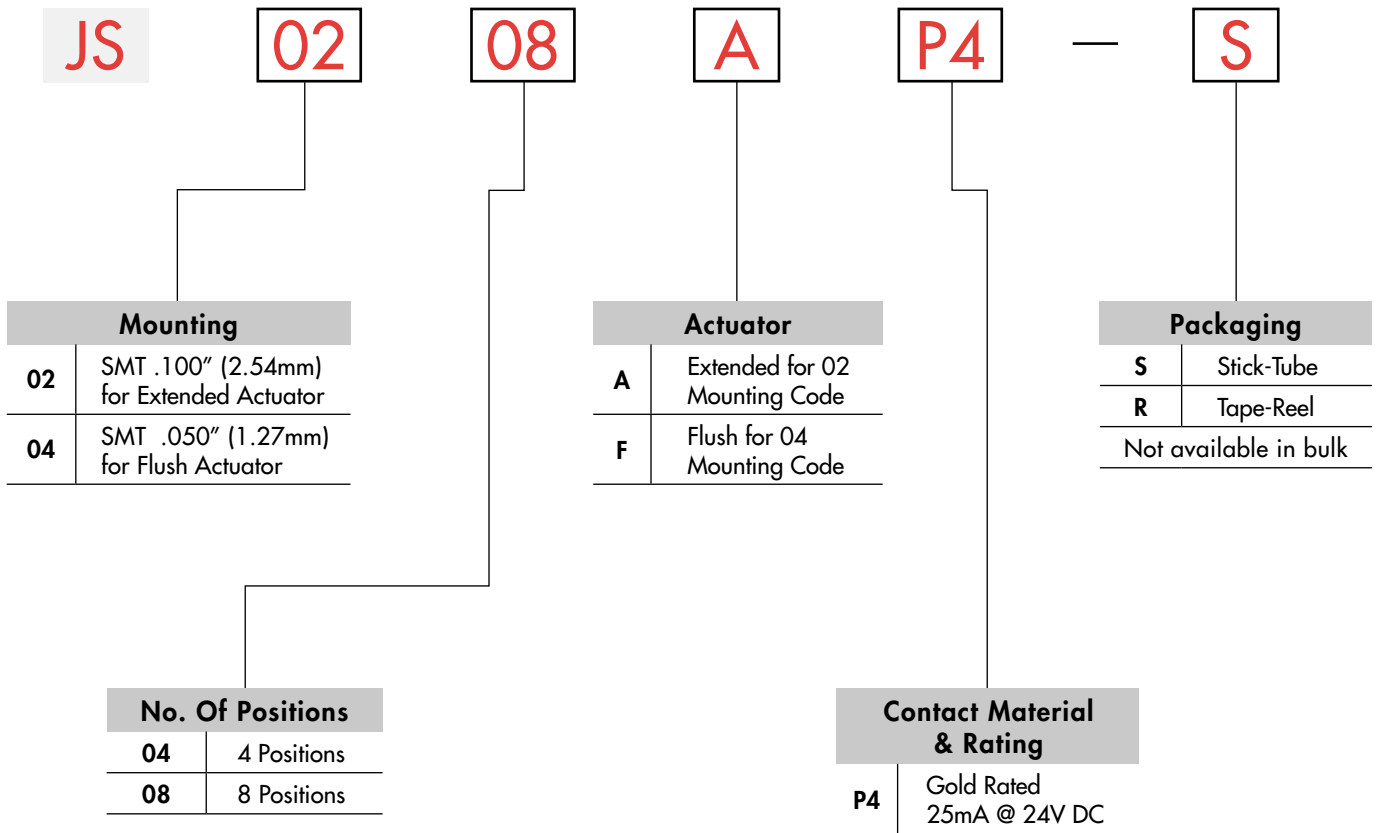 JS 02 08 A P4 — S
Mounting
02 SMT .100” (2.54mm)
for Extended Actuator
04 SMT .050” (1.27mm)
for Flush Actuator
Actuator
A Extended for 02
Mounting Code
F Flush for 04
Mounting Code
Packaging
S Stick-Tube
R Tape-Reel
Not available in bulk
No. Of Positions
04 4 Positions
08 8 Positions
Contact Material
& Rating
P4 Gold Rated
25mA @ 24V DC